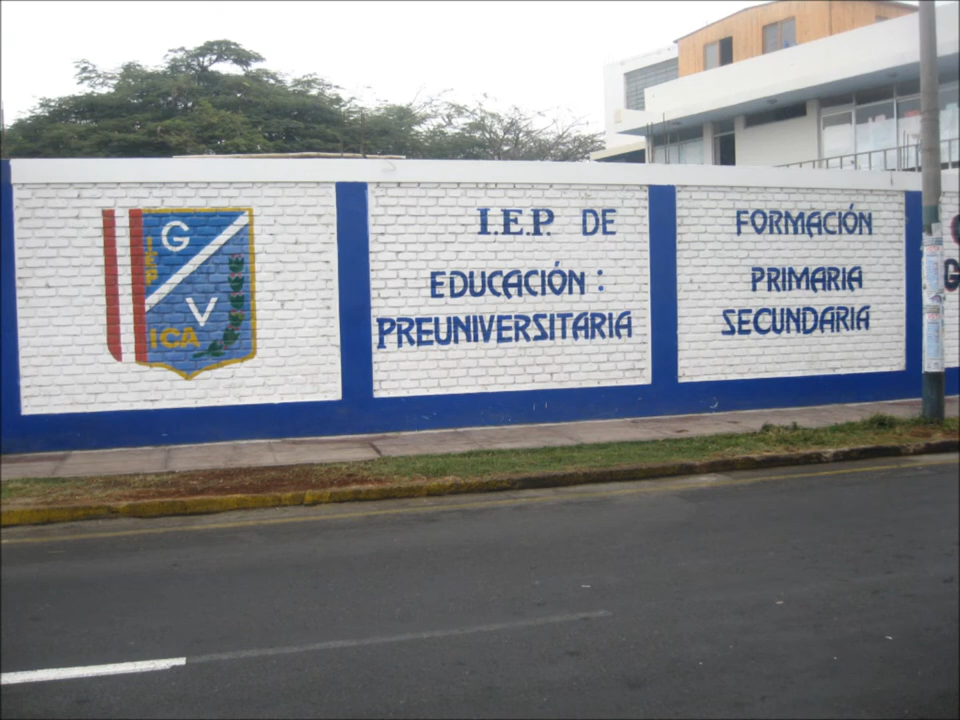 G
IEP
V
ICA
I.E.P. DE
EDUCACIÓN :
PREUNIVERSITARIA
FORMACIÓN
PRIMARIA
SECUNDARIA